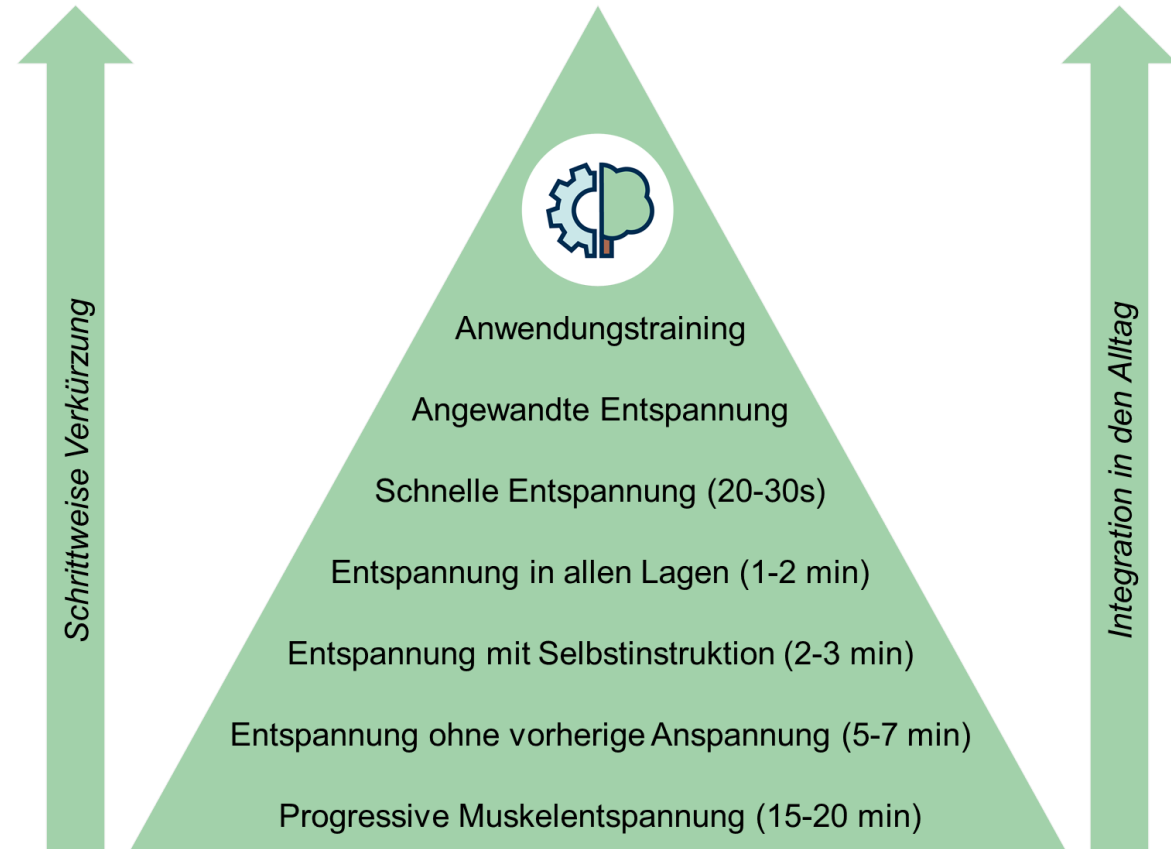 Schrittweise Verkürzung
Anwendungstraining
Angewandte Entspannung
Schnelle Entspannung (20-30s)
Entspannung in allen Lagen (1-2 min)
Entspannung mit Selbstinstruktion (2-3 min)
Entspannung ohne vorherige Anspannung (5-7 min)
Progressive Muskelentspannung (15-20 min)
Integration in den Alltag